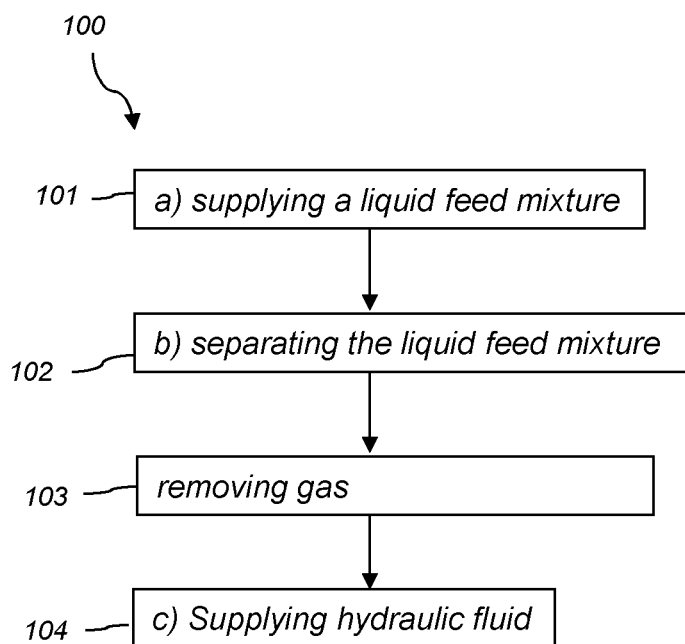 100
101
a) supplying a liquid feed mixture
b) separating the liquid feed mixture
102
removing gas
103
c) Supplying hydraulic fluid
104